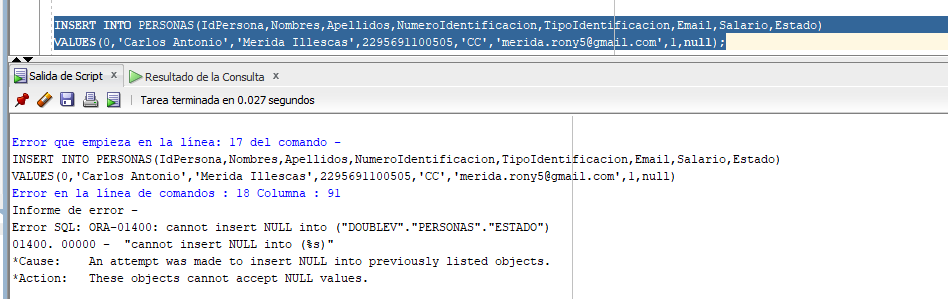 INSERT INTO PERSONAS(IdPersona,Nombres,Apellidos,NumeroIdentificacion,TipoIdentificacion,Email,Salario,Estado)
VALUES(0,'Carlos Antonio','Merida Illescas',2295691100505,'CC','merida.rony5@gmail.com',1,null);
Salida de Script x Resultado de la Consulta x
Tarea terminada en 0.027 segundos
Error que empieza en la línea: 17 del comando -
INSERT INTO PERSONAS(IdPersona,Nombres,Apellidos,NumeroIdentificacion,TipoIdentificacion,Email,Salario,Estado)
VALUES(0,'Carlos Antonio','Merida Illescas',2295691100505,'CC','merida.rony5@gmail.com',1,null)
Error en la línea de comandos : 18 Columna : 91
Informe de error -
Error SQL: ORA-01400: cannot insert NULL into ("DOUBLEV"."PERSONAS"."ESTADO")
01400. 00000 - "cannot insert NULL into (%s)"
*Cause: An attempt was made to insert NULL into previously listed objects.
*Action: These objects cannot accept NULL values.